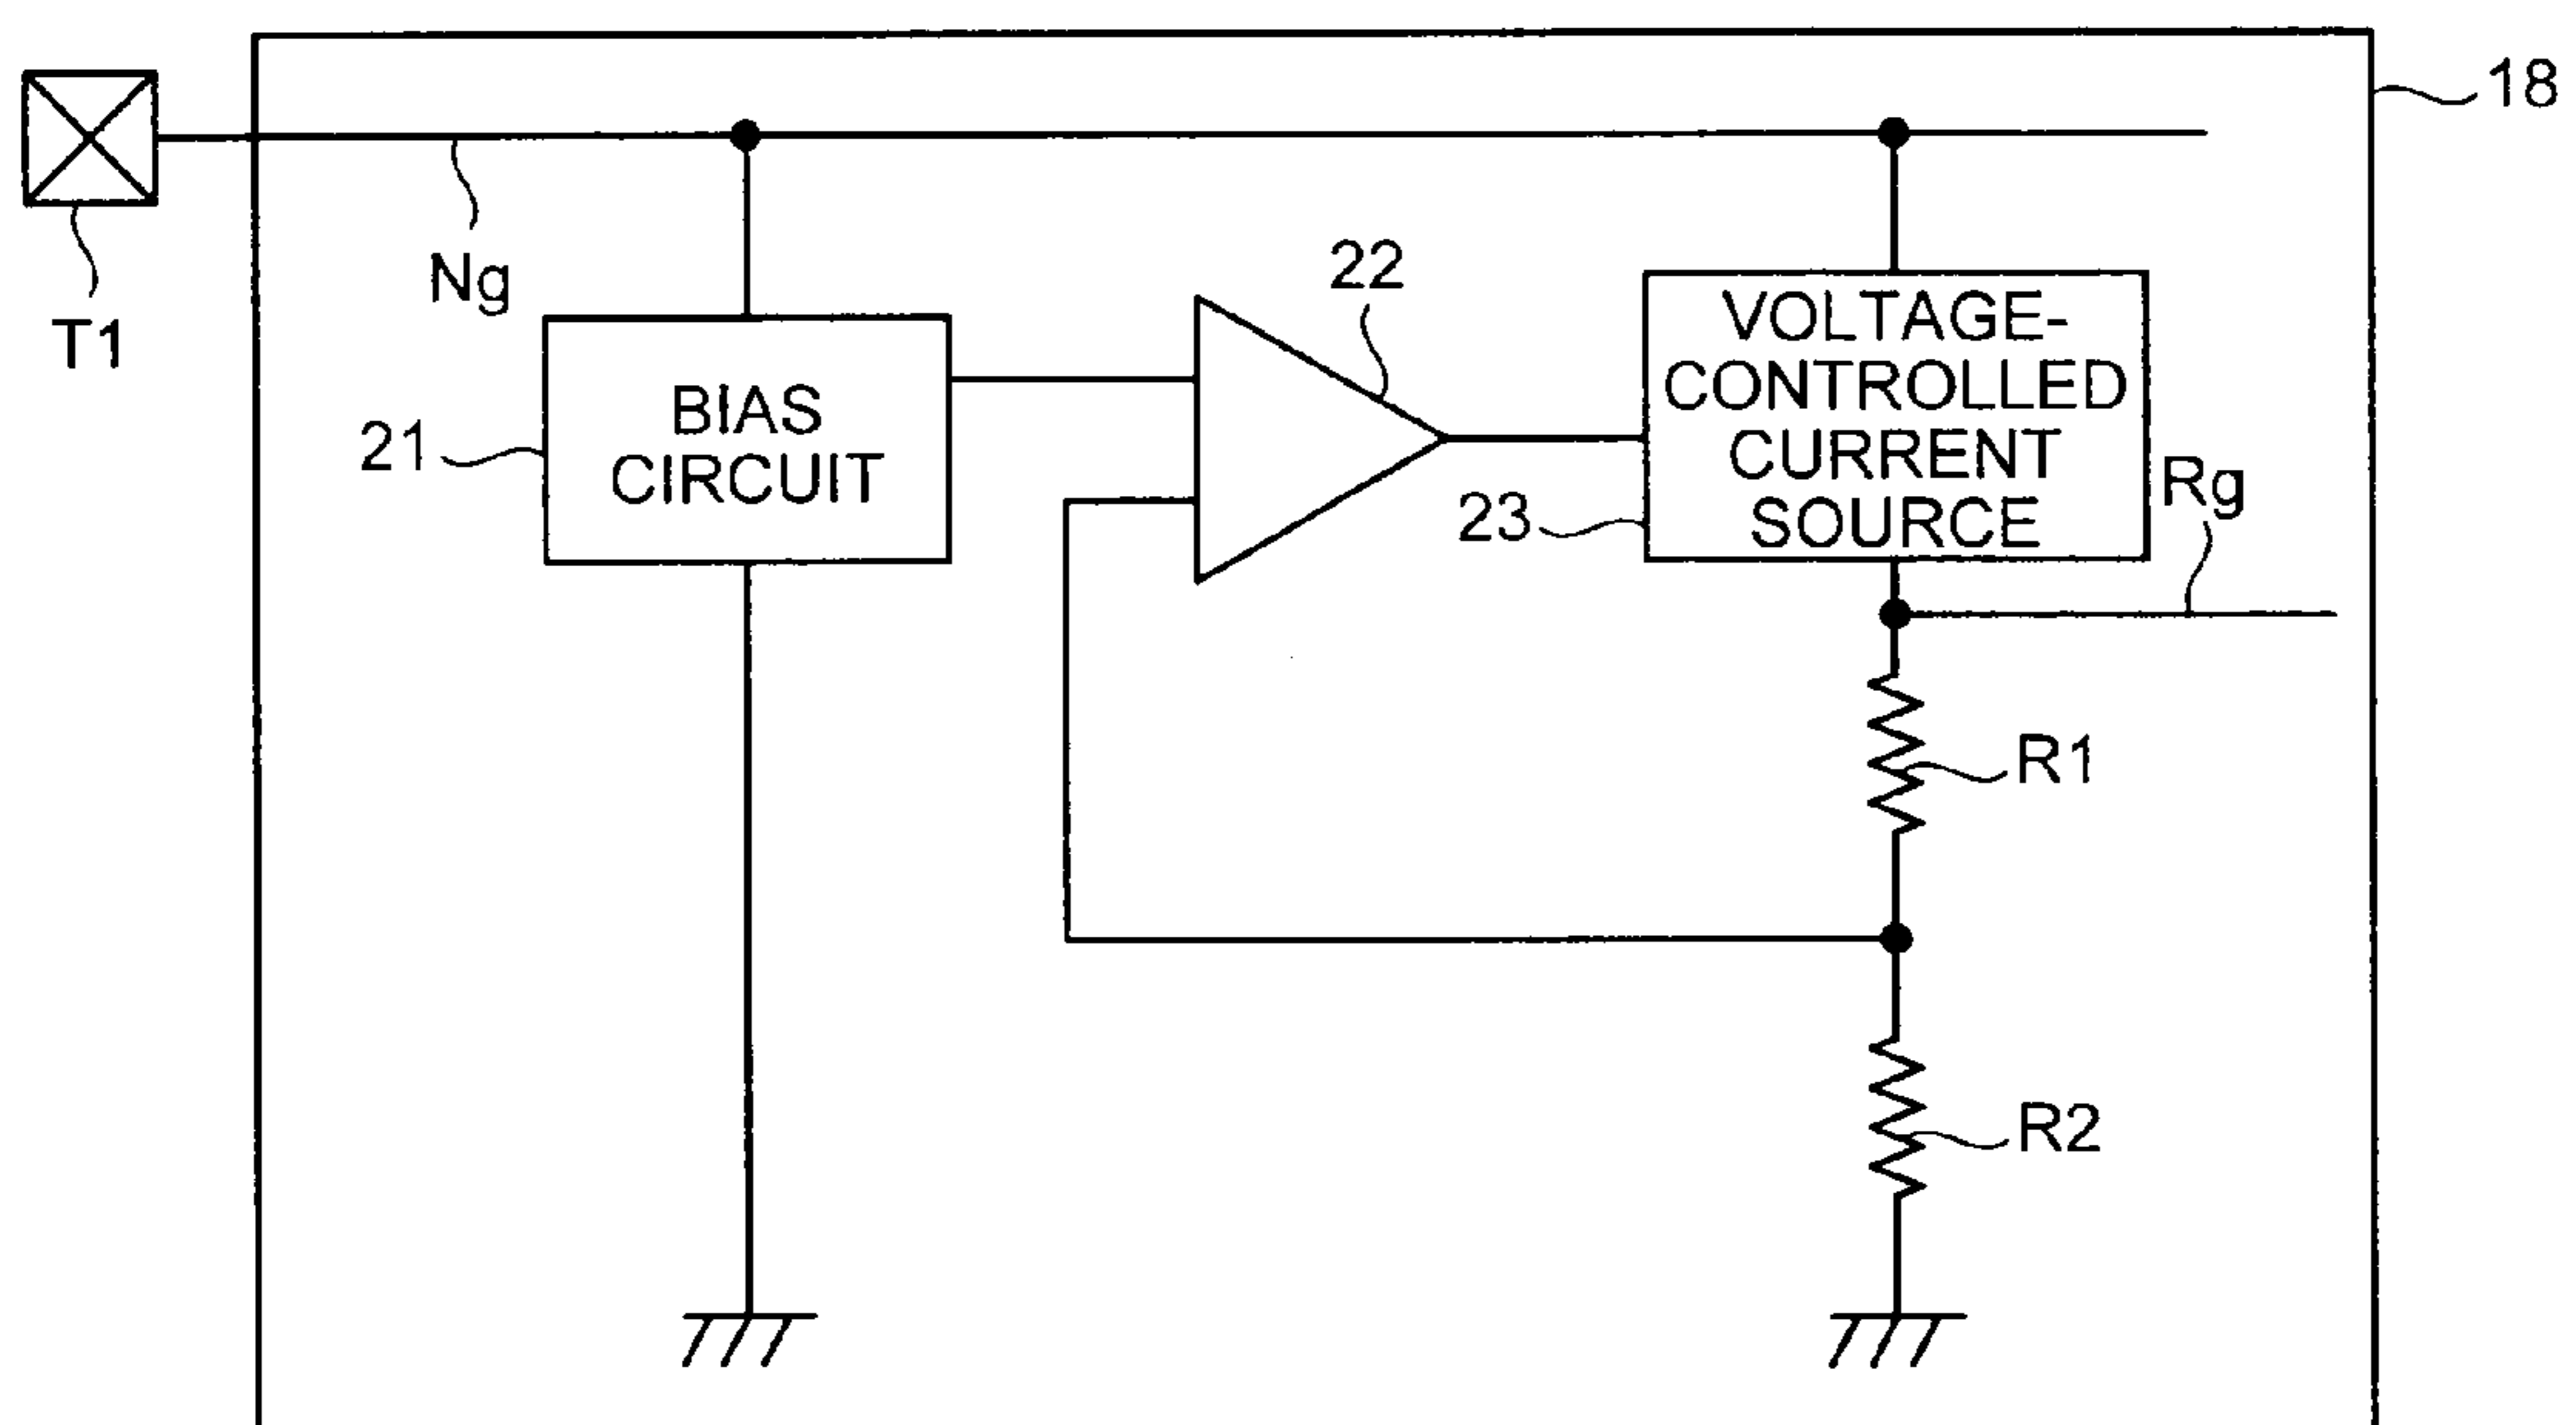 18
T1
Ng
22
VOLTAGE-
CONTROLLED
CURRENT
SOURCE
21
BIAS
CIRCUIT
23
Rg
R1
R2